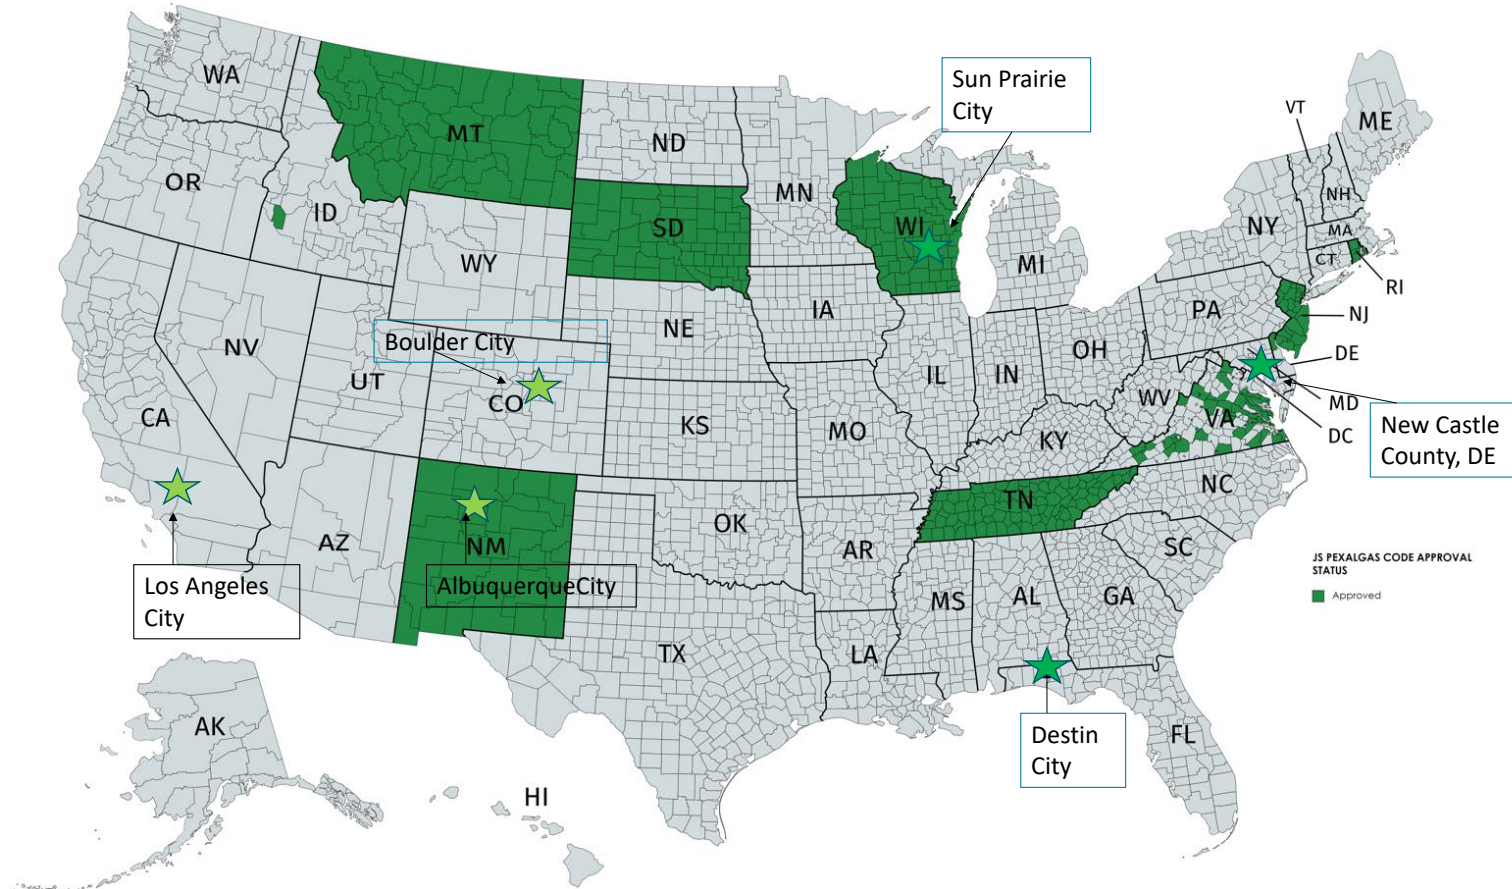 WA
MT
ND
MN
Sun Prairie
City
VT
ME
OR
ID
SD
WI
NH
NY
MA
WY
MI
CT
RI
IA
PA
NJ
NE
Boulder City
NV
UT
CO
IL
IN
OH
DE
CA
KS
MO
KY
WV
VA
MD
DC
New Castle
County, DE
AZ
NM
OK
AR
TN
NC
SC
Los Angeles
City
AlbuquerqueCity
MS
AL
GA
JS PEXALGAS CODE APPROVAL
STATUS
Approved
TX
LA
AK
HI
Destin
City
FL